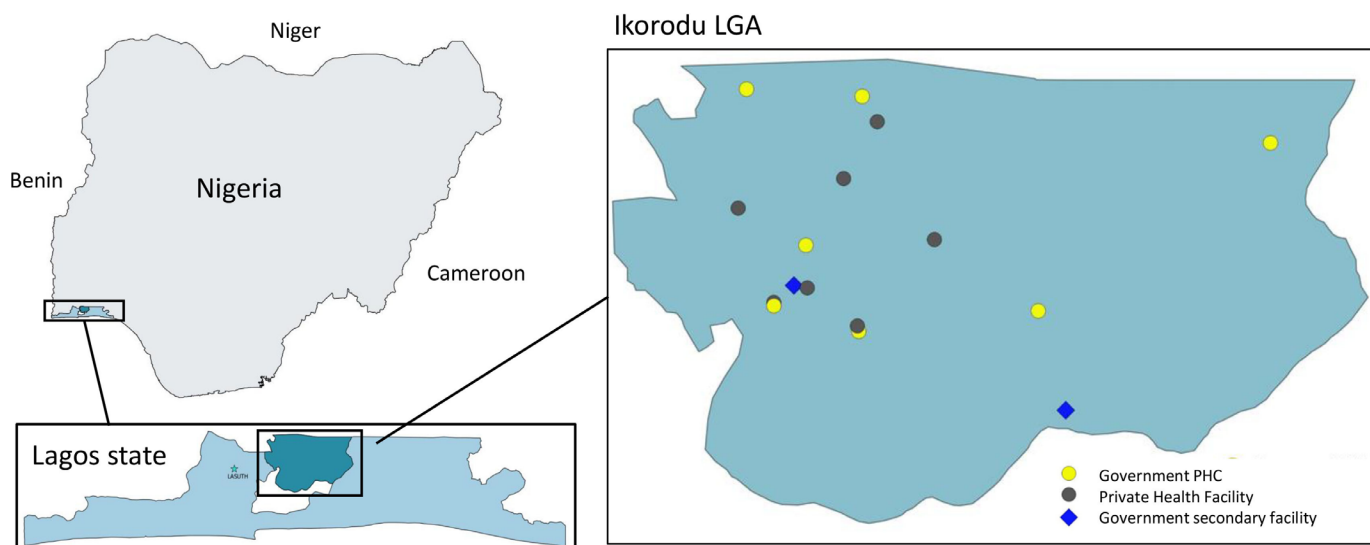 Niger
Benin
Nigeria
Cameroon
Lagos state
LASUTH
Ikorodu LGA
Government PHC
Private Health Facility
Government secondary facility